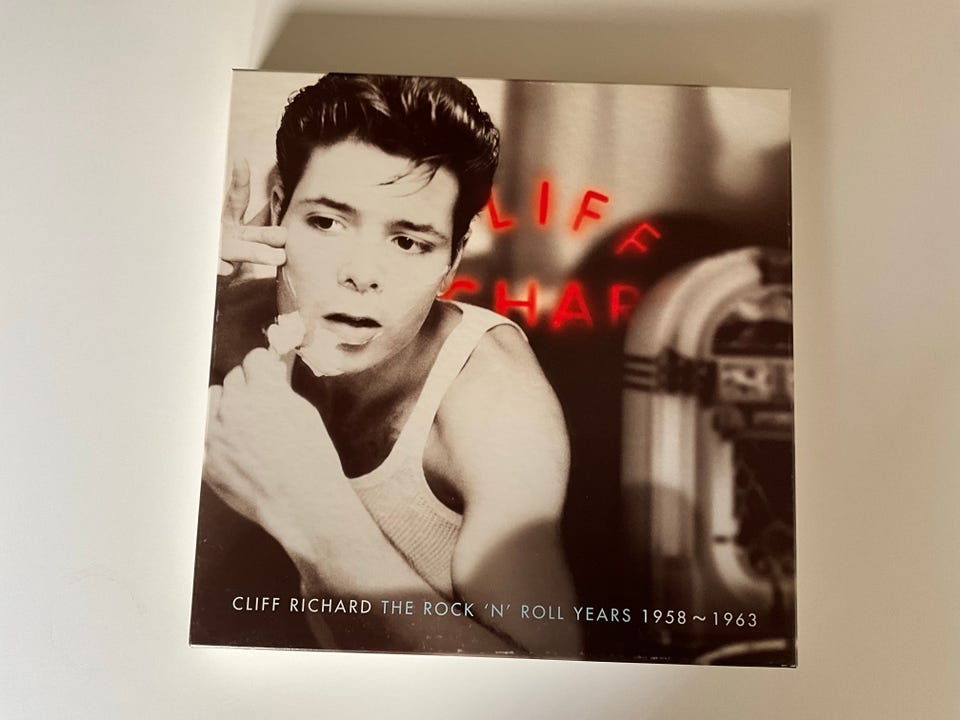 LIFF
CHAR
CLIFF RICHARD THE ROCK 'N' ROLL YEARS 1958~1963